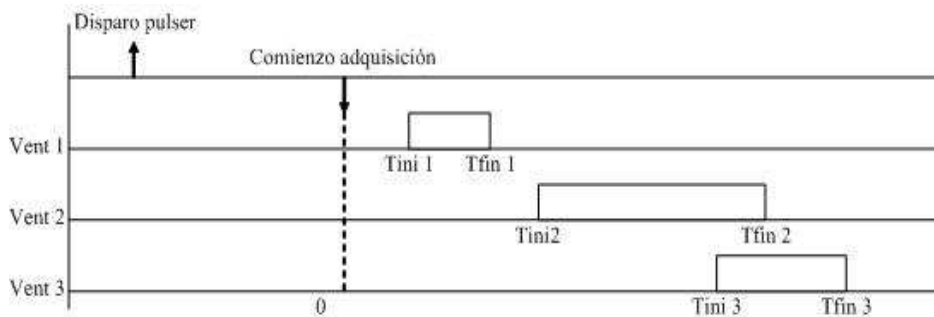 Disparo pulser
Comienzo adquisición
Vent 1
Tini 1 Tfin 1
Vent 2
Tini2 Tfin 2
Vent 3
0 Tini 3 Tfin 3